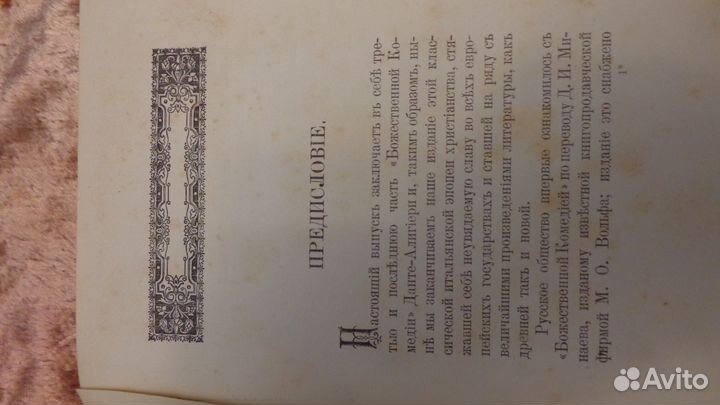 ПРЕДИСЛОВІЕ.
Настоящій выпускъ заключаетъ въ себѣ тре-
тью и послѣднюю часть «Божественной Ко-
медіи» Данте-Алигіери и, такимъ образомъ, ны-
нѣ мы заканчиваемъ наше изданіе этой клас-
сической итальянской эпопеи христіанства, стя-
жавшей себѣ неувядаемую славу во всѣхъ евро-
пейскихъ государствахъ и ставшей на ряду съ
величайшими произведеніями литературы, какъ
древней такъ и новой.
Русское общество впервые ознакомилось съ
«Божественной Комедіей» по переводу Д. И. Ми-
наева, изданному извѣстной книгопродавческой
фирмой М. О. Вольфа; изданіе это снабжено
1*
Avito